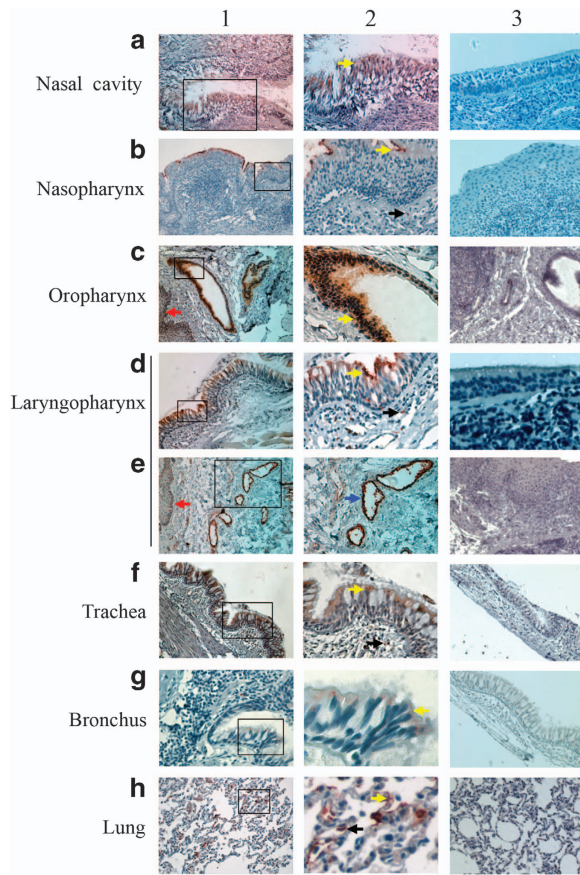 1 2 3
a
Nasal cavity
b
Nasopharynx
c
Oropharynx
d
Laryngopharynx
e
f
Trachea
g
Bronchus
h
Lung